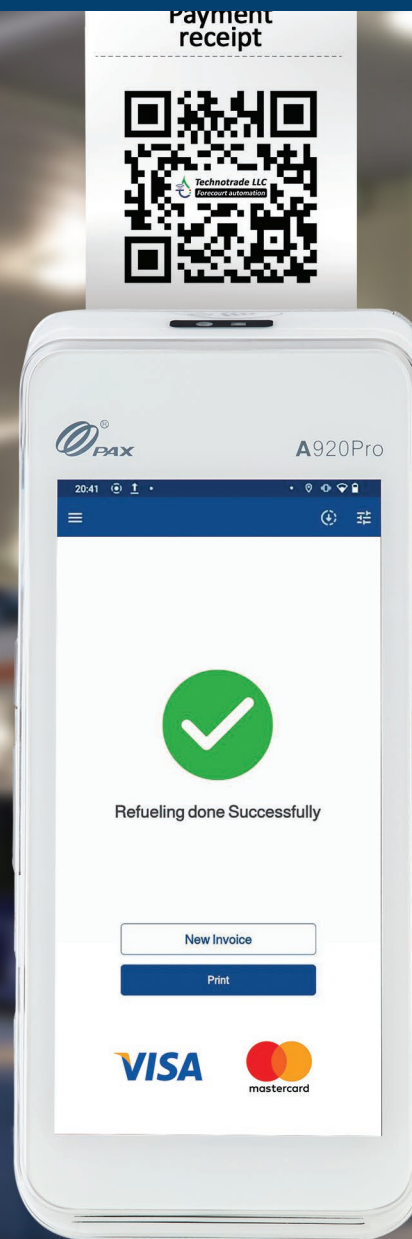 Payment
receipt
Technotrade LLC
Forecourt automation
PAX®
A920Pro
20:41
Refueling done Successfully
New Invoice
Print
VISA
mastercard